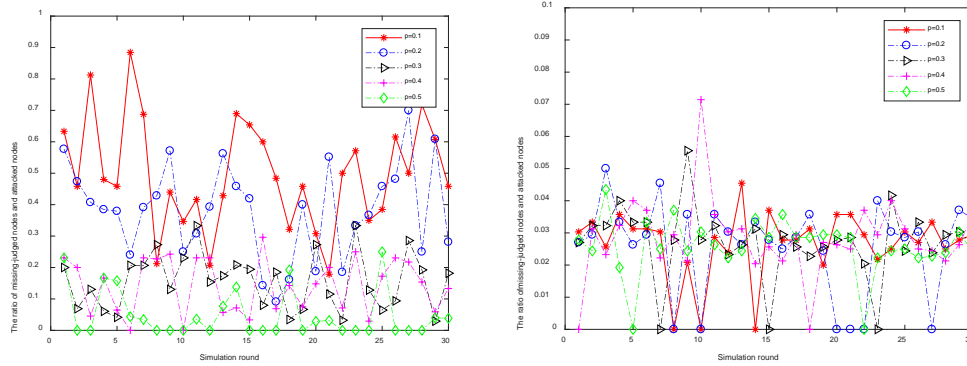 1
0.9
0.8
0.7
0.6
0.5
0.4
0.3
0.2
0.1
0
The ratio of missing-judged nodes and attacked nodes
0
5
10
15
20
25
30
Simulation round
p=0.1
p=0.2
p=0.3
p=0.4
p=0.5
0.1
0.09
0.08
0.07
0.06
0.05
0.04
0.03
0.02
0.01
0
The ratio ofmissing-judged nodes and attacked nodes
0
5
10
15
20
25
30
Simulation round
p=0.1
p=0.2
p=0.3
p=0.4
p=0.5